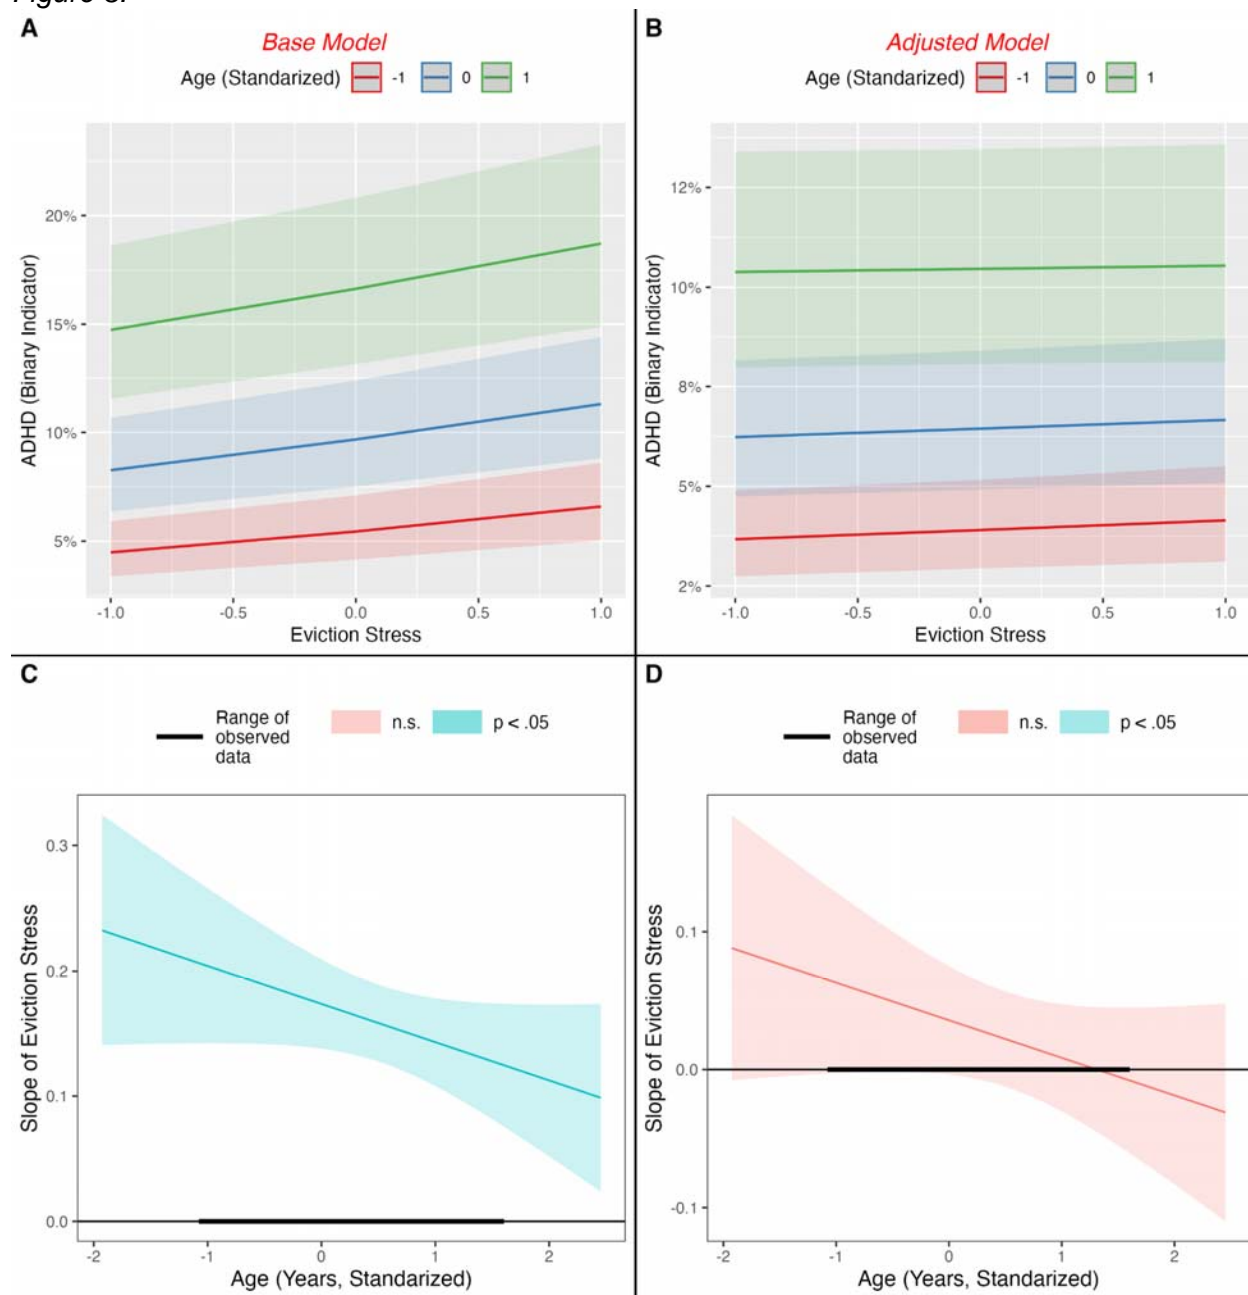 A
Base Model
Age (Standarized) -1 0 1
20%
15%
10%
5%
ADHD (Binary Indicator)
-1.0 -0.5 0.0 0.5 1.0
Eviction Stress
B
Adjusted Model
Age (Standarized) -1 0 1
12%
10%
8%
5%
2%
ADHD (Binary Indicator)
-1.0 -0.5 0.0 0.5 1.0
Eviction Stress
C
Range of
observed
data
n.s. p < .05
0.3
0.2
0.1
0.0
Slope of Eviction Stress
-2 -1 0 1 2
Age (Years, Standarized)
D
Range of
observed
data
n.s. p < .05
0.1
0.0
-0.1
Slope of Eviction Stress
-2 -1 0 1 2
Age (Years, Standarized)